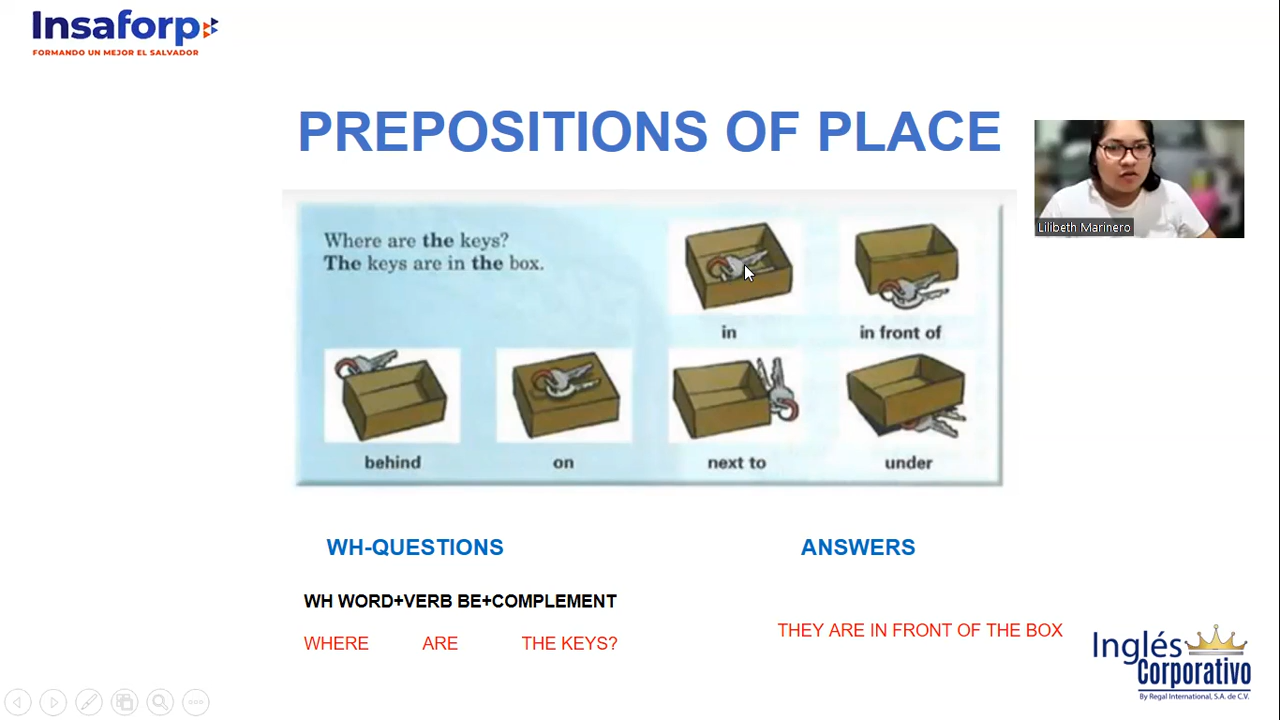 Insaforp
FORMANDO UN MEJOR EL SALVADOR
PREPOSITIONS OF PLACE
Lilibeth Marinero
Where are the keys?
The keys are in the box.
in
in front of
behind
on
next to
under
WH-QUESTIONS
ANSWERS
WH WORD+VERB BE+COMPLEMENT
WHERE ARE THE KEYS?
THEY ARE IN FRONT OF THE BOX
Inglés
Corporativo
By Regal International, S.A. de C.V.